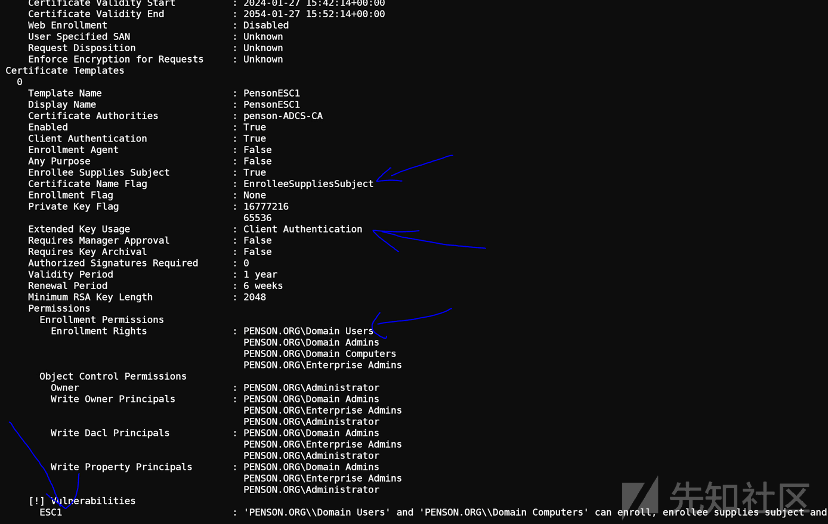 Certificate Validity Start : 2024-01-27 15:42:14+00:00
Certificate Validity End : 2054-01-27 15:52:14+00:00
Web Enrollment : Disabled
User Specified SAN : Unknown
Request Disposition : Unknown
Enforce Encryption for Requests : Unknown
Certificate Templates
0
Template Name : PensonESC1
Display Name : PensonESC1
Certificate Authorities : penson-ADCS-CA
Enabled : True
Client Authentication : True
Enrollment Agent : False
Any Purpose : False
Enrollee Supplies Subject : True
Certificate Name Flag : EnrolleeSuppliesSubject
Enrollment Flag : None
Private Key Flag : 16777216
65536
Extended Key Usage : Client Authentication
Requires Manager Approval : False
Requires Key Archival : False
Authorized Signatures Required : 0
Validity Period : 1 year
Renewal Period : 6 weeks
Minimum RSA Key Length : 2048
Permissions
Enrollment Permissions
Enrollment Rights : PENSON.ORG\Domain Users
PENSON.ORG\Domain Admins
PENSON.ORG\Domain Computers
PENSON.ORG\Enterprise Admins
Object Control Permissions
Owner : PENSON.ORG\Administrator
Write Owner Principals : PENSON.ORG\Domain Admins
PENSON.ORG\Enterprise Admins
PENSON.ORG\Administrator
Write Dacl Principals : PENSON.ORG\Domain Admins
PENSON.ORG\Enterprise Admins
PENSON.ORG\Administrator
Write Property Principals : PENSON.ORG\Domain Admins
PENSON.ORG\Enterprise Admins
PENSON.ORG\Administrator
[!] Vulnerabilities
ESC1 : 'PENSON.ORG\\Domain Users' and 'PENSON.ORG\\Domain Computers' can enroll, enrollee supplies subject and
先知社区